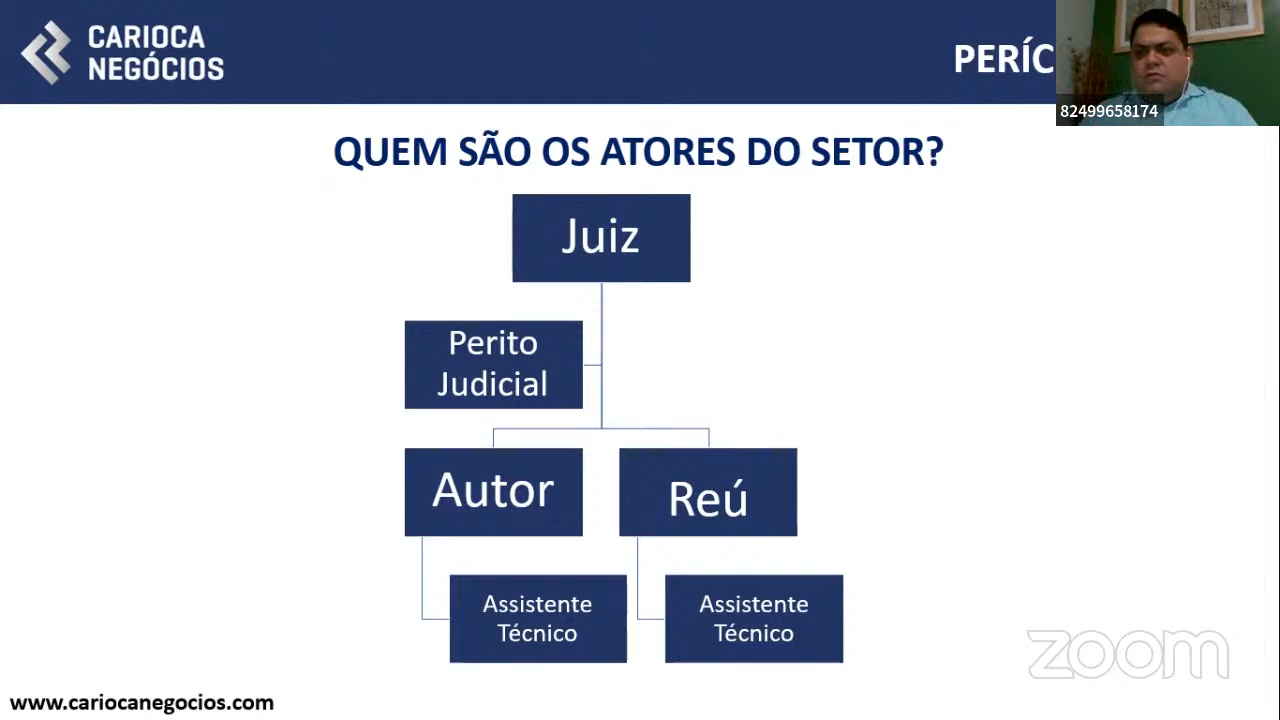 CARIOCA
NEGÓCIOS
PERÍC
82499658174
QUEM SÃO OS ATORES DO SETOR?
Juiz
Perito
Judicial
Autor
Reú
Assistente
Técnico
Assistente
Técnico
zoom
www.cariocanegocios.com